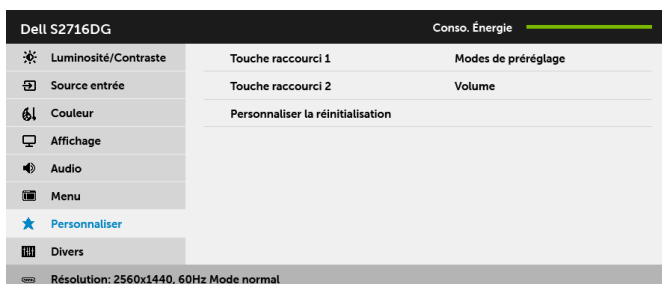 Dell S2716DG Conso. Énergie
Luminosité/Contraste Touche raccourci 1 Modes de préréglage
Source entrée Touche raccourci 2 Volume
Couleur Personnaliser la réinitialisation
Affichage
Audio
Menu
Personnaliser
Divers
Résolution: 2560x1440, 60Hz Mode normal